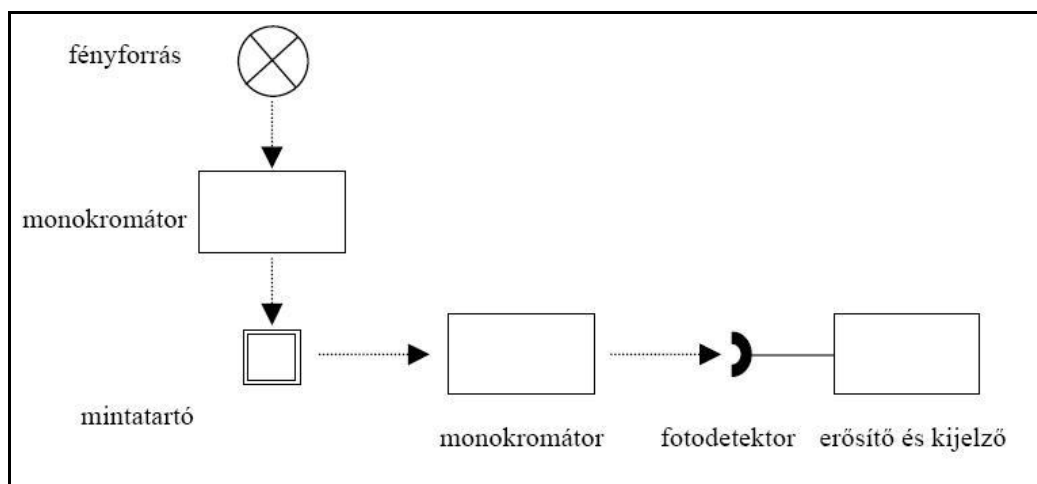 fényforrás
monokromátor
mintatartó
monokromátor
fotodetektor
erősítő és kijelző